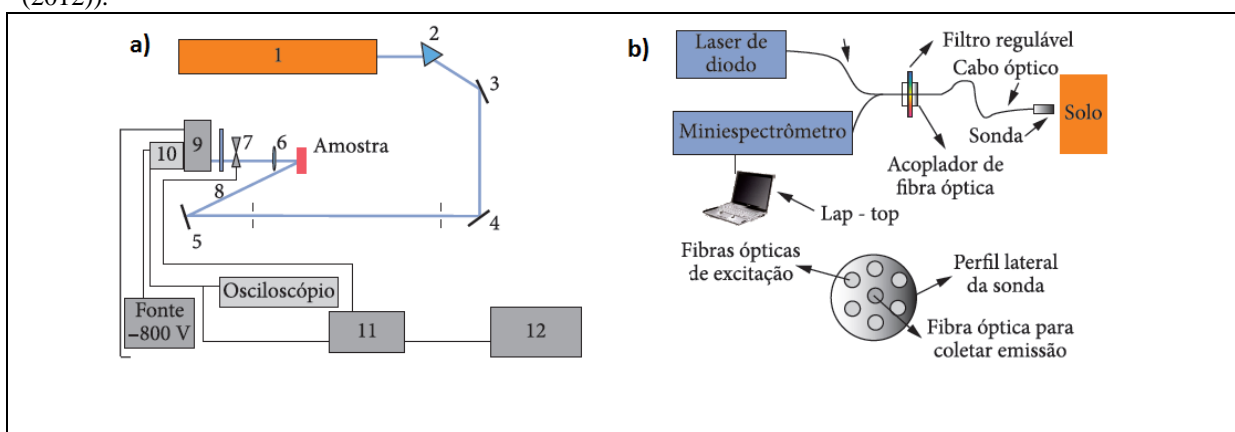 (2012)).
a)
1
2
3
4
5
6
7
8
9
10
Amostra
Osciloscópio
Fonte
–800 V
11
12
b)
Laser de
diodo
Filtro regulável
Cabo óptico
Solo
Miniespectrômetro
Sonda
Acoplador de
fibra óptica
Lap - top
Fibras ópticas
de excitação
Perfil lateral
da sonda
Fibra óptica para
coletar emissão